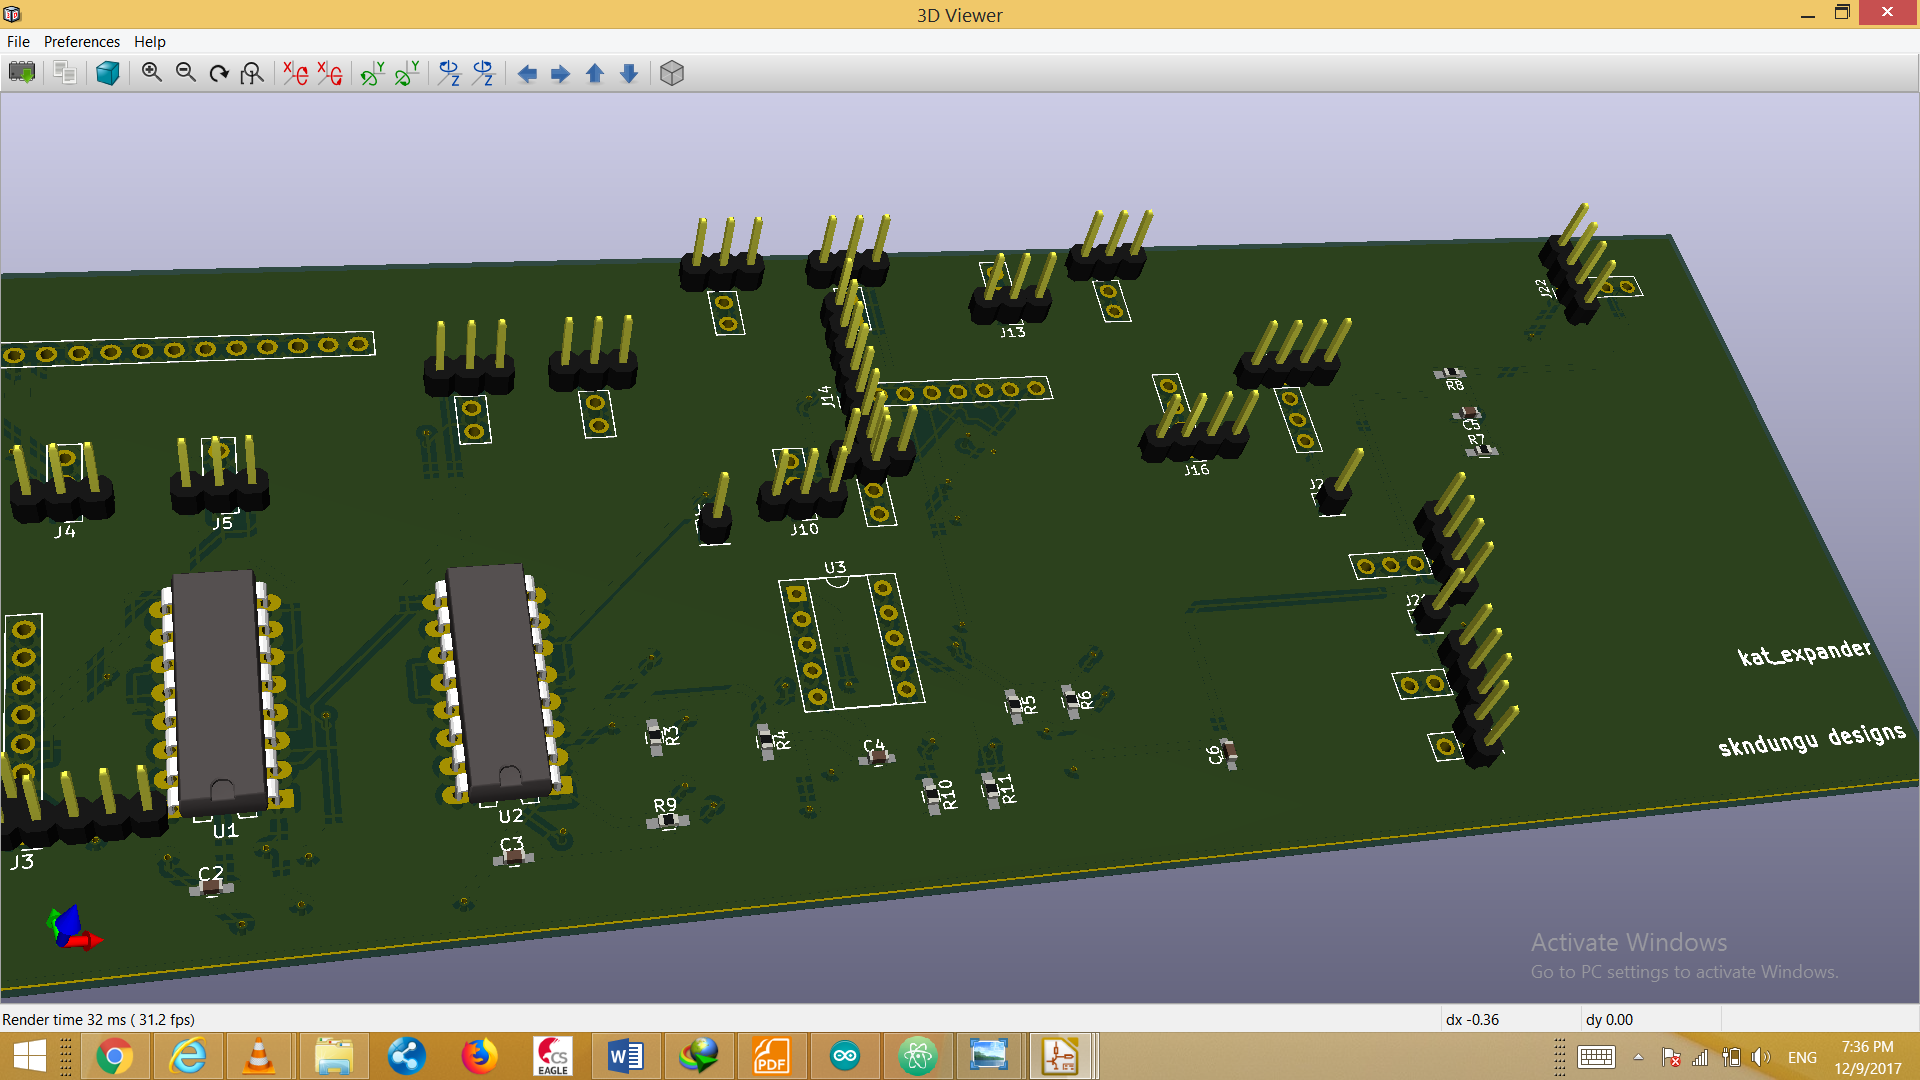 3D Viewer
File Preferences Help
J22
J13
J14
R8
C5
R7
J16
J4
J5
J10
U3
kat_expander
R5
R6
R3
R4
C4
C6
skndungu designs
R10
R11
R9
U1
U2
J3
C3
C2
Activate Windows
Go to PC settings to activate Windows.
Render time 32 ms ( 31.2 fps)
dx -0.36
dy 0.00
CS
EAGLE
PDF
ENG
7:36 PM
12/9/2017